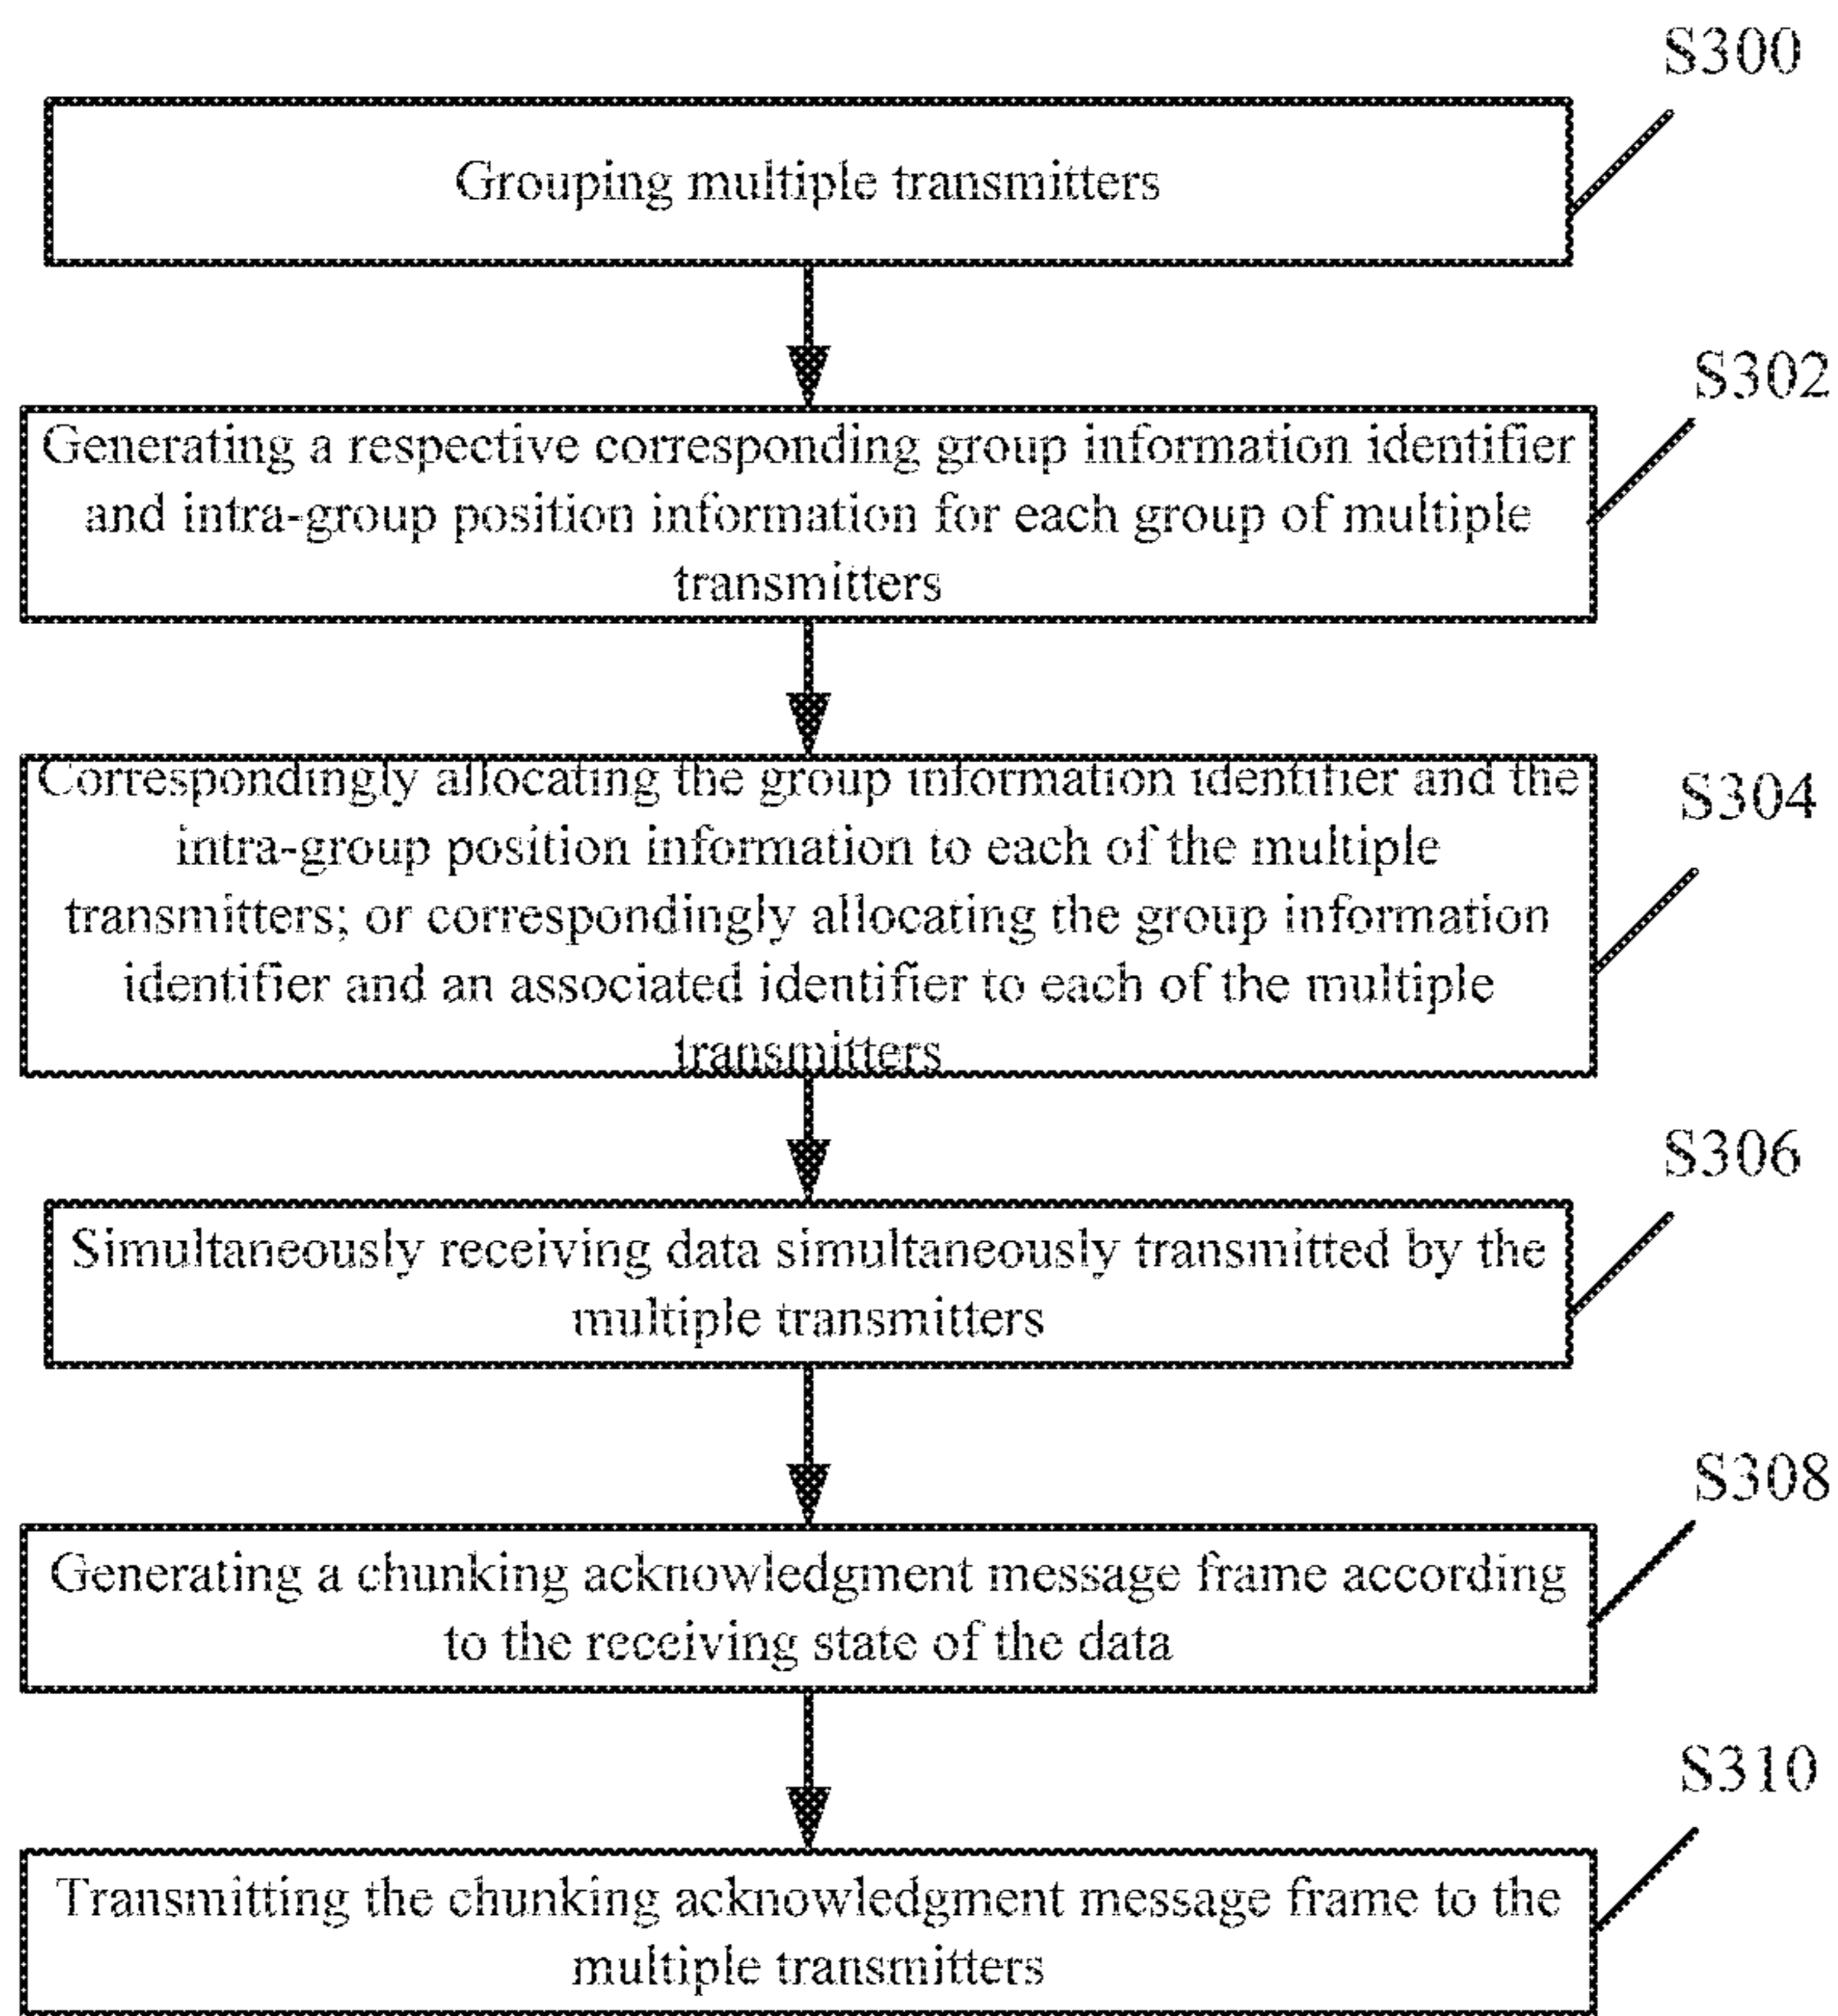 S300
Grouping multiple transmitters
S302
Generating a respective corresponding group information identifier
and intra-group position information for each group of multiple
transmitters
S304
Correspondingly allocating the group information identifier and the
intra-group position information to each of the multiple
transmitters; or correspondingly allocating the group information
identifier and an associated identifier to each of the multiple
transmitters
S306
Simultaneously receiving data simultaneously transmitted by the
multiple transmitters
S308
Generating a chunking acknowledgment message frame according
to the receiving state of the data
S310
Transmitting the chunking acknowledgment message frame to the
multiple transmitters